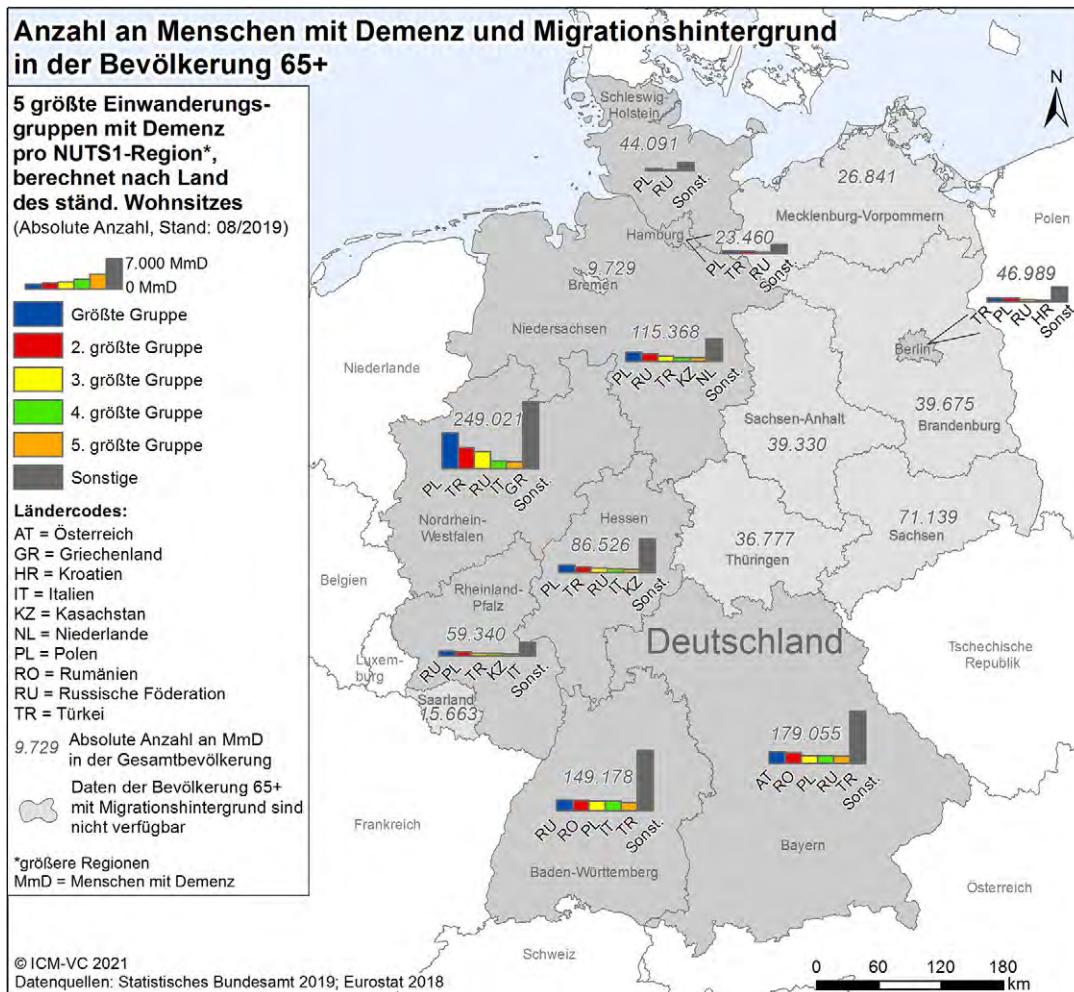 Anzahl an Menschen mit Demenz und Migrationshintergrund
in der Bevölkerung 65+
5 größte Einwanderungs-
gruppen mit Demenz
pro NUTS1-Region*,
berechnet nach Land
des ständ. Wohnsitzes
(Absolute Anzahl, Stand: 08/2019)
7.000 MmD
0 MmD
Größte Gruppe
2. größte Gruppe
3. größte Gruppe
4. größte Gruppe
5. größte Gruppe
Sonstige
Ländercodes:
AT = Österreich
GR = Griechenland
HR = Kroatien
IT = Italien
KZ = Kasachstan
NL = Niederlande
PL = Polen
RO = Rumänien
RU = Russische Föderation
TR = Türkei
9.729 Absolute Anzahl an MmD
in der Gesamtbevölkerung
Daten der Bevölkerung 65+
mit Migrationshintergrund sind
nicht verfügbar
*größere Regionen
MmD = Menschen mit Demenz
© ICM-VC 2021
Datenquellen: Statistisches Bundesamt 2019; Eurostat 2018
N
Schleswig-
Holstein
44.091
PL RU Sonst.
26.841
Mecklenburg-Vorpommern
Polen
Hamburg
23.460
PL TR RU Sonst.
9.729
Bremen
46.989
TR PL RU HR Sonst.
Berlin
Niedersachsen
115.368
PL RU TR KZ NL Sonst.
Niederlande
39.675
Brandenburg
Sachsen-Anhalt
39.330
249.021
PL TR RU IT GR Sonst.
Nordrhein-
Westfalen
Hessen
86.526
PL TR RU IT KZ Sonst.
36.777
Thüringen
71.139
Sachsen
Belgien
Rheinland-
Pfalz
59.340
RU PL TR KZ IT Sonst.
Luxem-
burg
Deutschland
Tschechische
Republik
Saarland
15.663
179.055
AT RO PL RU TR Sonst.
Bayern
149.178
RU RO PL IT TR Sonst.
Baden-Württemberg
Frankreich
Österreich
Schweiz
0 60 120 180
km